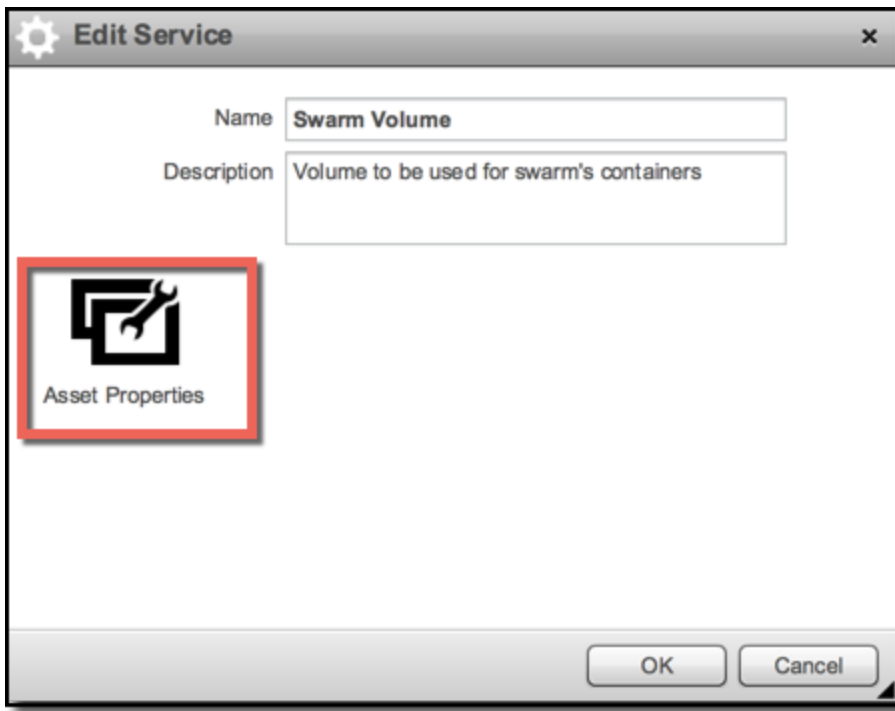 Edit Service
Name Swarm Volume
Description Volume to be used for swarm's containers
Asset Properties
OK Cancel